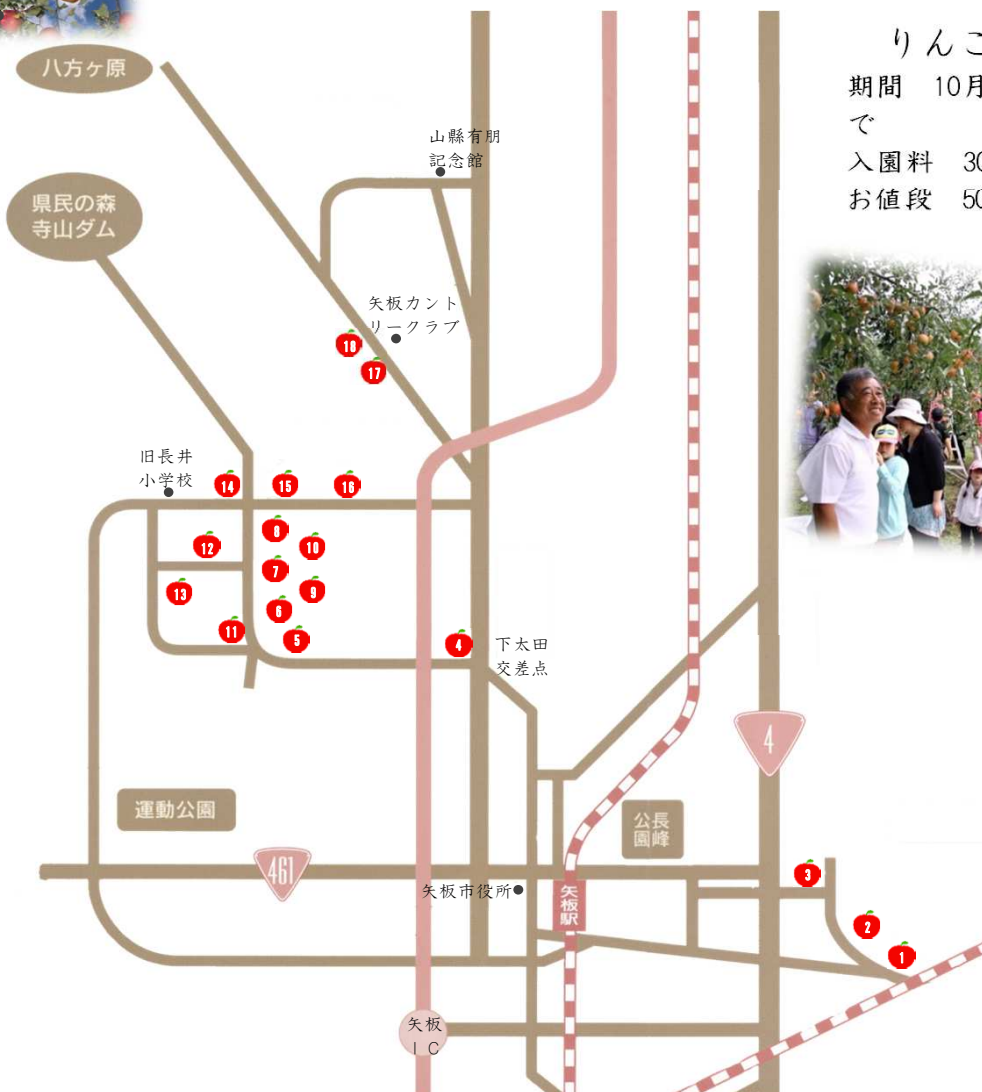 りんご
期間 10月
で
入園料 30
お値段 50
八方ヶ原
山縣有朋
記念館
県民の森
寺山ダム
矢板カント
リークラブ
18
17
旧長井
小学校
14
15
16
8
12
10
7
13
9
6
11
5
4
下太田
交差点
4
運動公園
長峰
公園
461
3
矢板市役所
矢板駅
2
1
矢板
IC